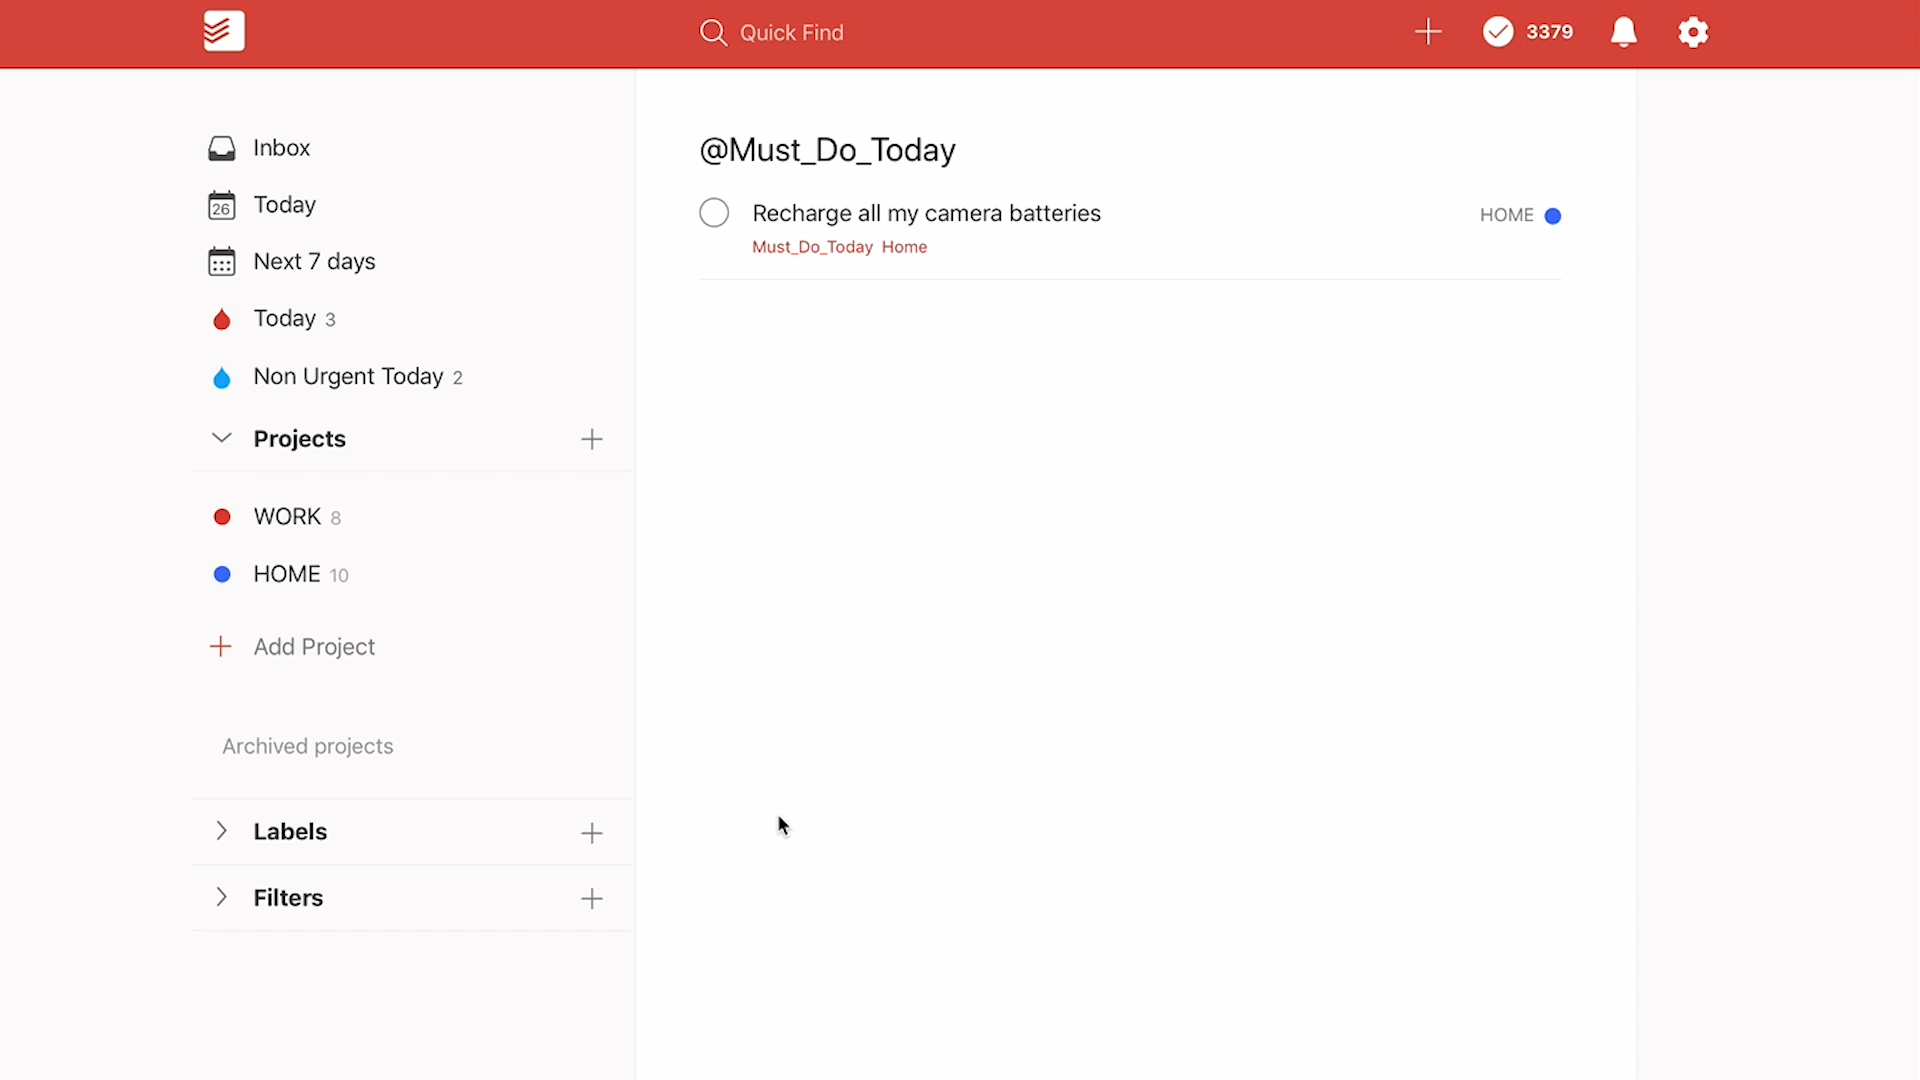 Quick Find
3379
Inbox
26
Today
Next 7 days
Today 3
Non Urgent Today 2
Projects
WORK 8
HOME 10
Add Project
Archived projects
Labels
Filters
@Must_Do_Today
Recharge all my camera batteries
HOME
Must_Do_Today Home